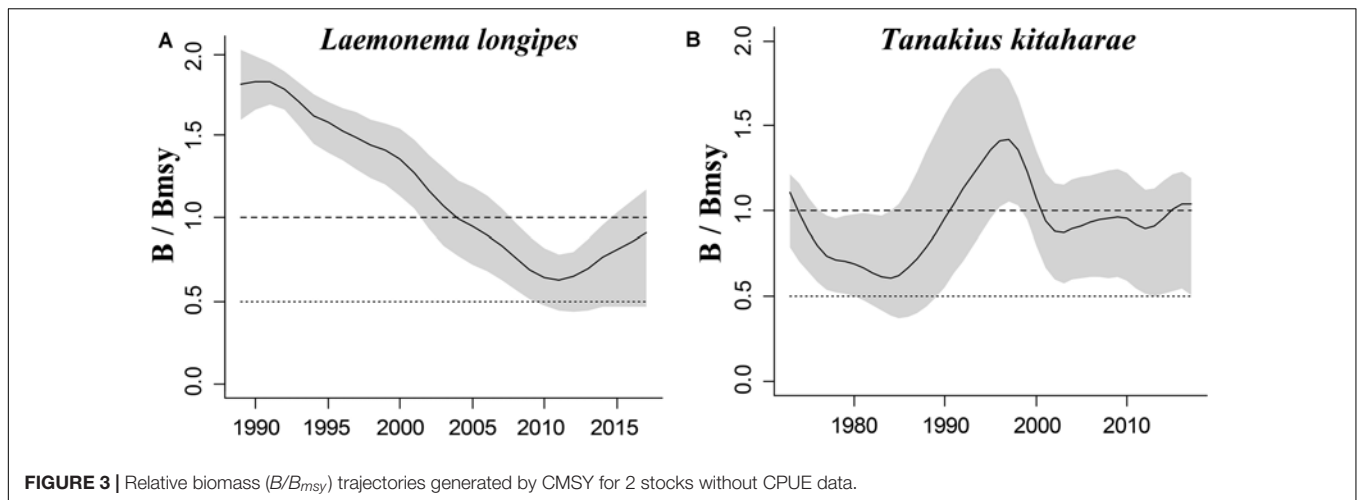 A
Laemonema longipes
B / Bmsy
2.0
1.5
1.0
0.5
0.0
1990 1995 2000 2005 2010 2015
B
Tanakius kitaharae
B / Bmsy
2.0
1.5
1.0
0.5
0.0
1980 1990 2000 2010
FIGURE 3 | Relative biomass (B/Bmsy) trajectories generated by CMSY for 2 stocks without CPUE data.